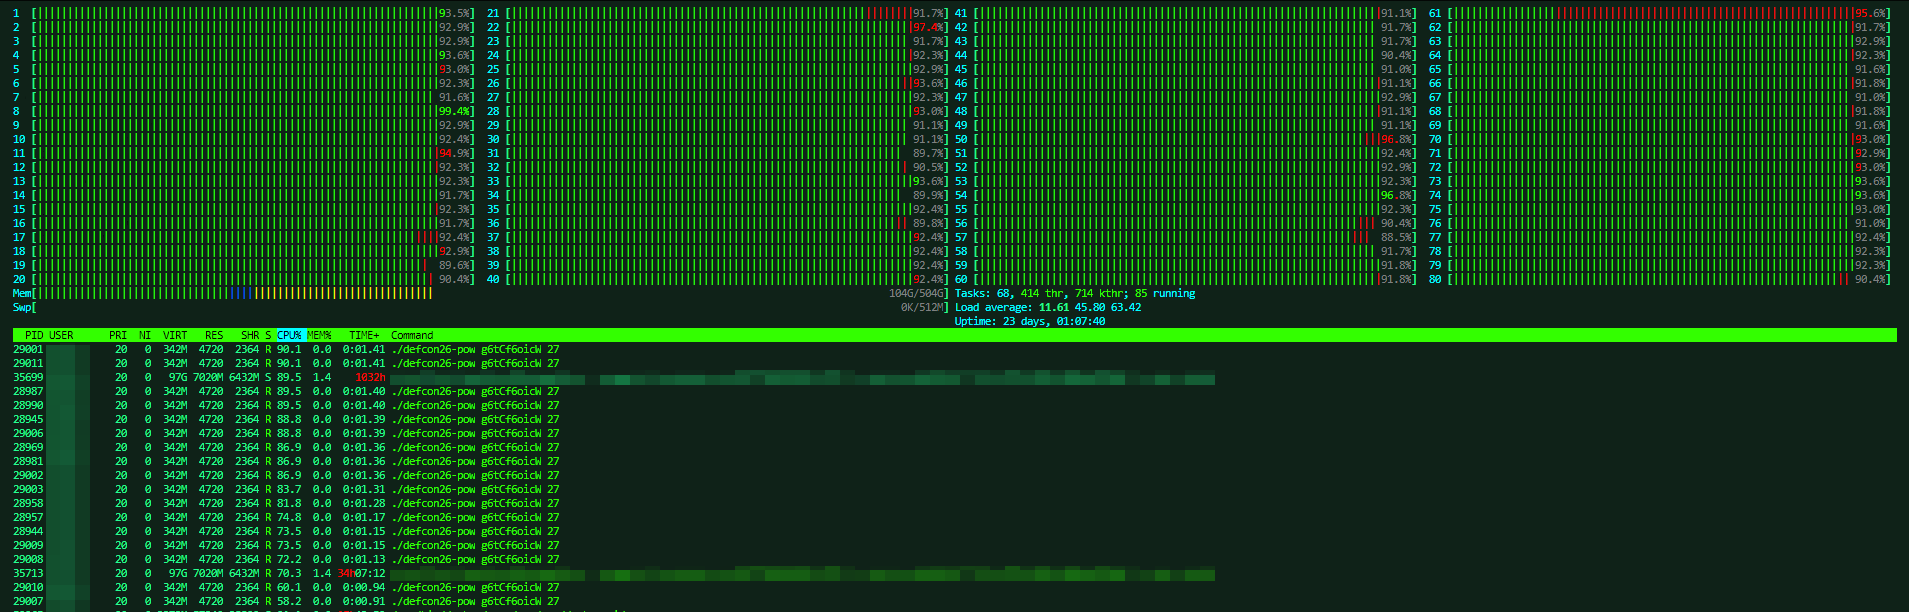 1 [93.5%] 21 [91.7%] 41 [91.1%] 61 [95.6%]
2 [92.9%] 22 [97.4%] 42 [91.7%] 62 [91.7%]
3 [92.9%] 23 [91.7%] 43 [91.7%] 63 [92.9%]
4 [93.6%] 24 [92.3%] 44 [90.4%] 64 [92.3%]
5 [93.0%] 25 [92.9%] 45 [91.0%] 65 [91.6%]
6 [92.3%] 26 [93.6%] 46 [91.1%] 66 [91.8%]
7 [91.6%] 27 [92.3%] 47 [92.9%] 67 [91.0%]
8 [99.4%] 28 [93.0%] 48 [91.1%] 68 [91.8%]
9 [92.9%] 29 [91.1%] 49 [91.1%] 69 [91.6%]
10 [92.4%] 30 [91.1%] 50 [96.8%] 70 [93.0%]
11 [94.9%] 31 [89.7%] 51 [92.4%] 71 [92.9%]
12 [92.3%] 32 [90.5%] 52 [92.9%] 72 [93.0%]
13 [92.3%] 33 [93.6%] 53 [92.3%] 73 [93.6%]
14 [91.7%] 34 [89.9%] 54 [96.8%] 74 [93.6%]
15 [92.3%] 35 [92.4%] 55 [92.3%] 75 [93.0%]
16 [91.7%] 36 [89.8%] 56 [90.4%] 76 [91.0%]
17 [92.4%] 37 [92.4%] 57 [88.5%] 77 [92.4%]
18 [92.9%] 38 [92.4%] 58 [91.7%] 78 [92.3%]
19 [89.6%] 39 [92.4%] 59 [91.8%] 79 [92.3%]
20 [90.4%] 40 [92.4%] 60 [91.8%] 80 [90.4%]
Mem[104G/504G] Tasks: 68, 414 thr, 714 kthr; 85 running
Swp[0K/512M] Load average: 11.61 45.80 63.42
Uptime: 23 days, 01:07:40
PID USER PRI NI VIRT RES SHR S CPU% MEM% TIME+ Command
29001 20 0 342M 4720 2364 R 90.1 0.0 0:01.41 ./defcon26-pow g6tCf6oicW 27
29011 20 0 342M 4720 2364 R 90.1 0.0 0:01.41 ./defcon26-pow g6tCf6oicW 27
35699 20 0 97G 7020M 6432M S 89.5 1.4 1032h
28987 20 0 342M 4720 2364 R 89.5 0.0 0:01.40 ./defcon26-pow g6tCf6oicW 27
28990 20 0 342M 4720 2364 R 89.5 0.0 0:01.40 ./defcon26-pow g6tCf6oicW 27
28945 20 0 342M 4720 2364 R 88.8 0.0 0:01.39 ./defcon26-pow g6tCf6oicW 27
29006 20 0 342M 4720 2364 R 88.8 0.0 0:01.39 ./defcon26-pow g6tCf6oicW 27
28969 20 0 342M 4720 2364 R 86.9 0.0 0:01.36 ./defcon26-pow g6tCf6oicW 27
28981 20 0 342M 4720 2364 R 86.9 0.0 0:01.36 ./defcon26-pow g6tCf6oicW 27
29002 20 0 342M 4720 2364 R 86.9 0.0 0:01.36 ./defcon26-pow g6tCf6oicW 27
29003 20 0 342M 4720 2364 R 83.7 0.0 0:01.31 ./defcon26-pow g6tCf6oicW 27
28958 20 0 342M 4720 2364 R 81.8 0.0 0:01.28 ./defcon26-pow g6tCf6oicW 27
28957 20 0 342M 4720 2364 R 74.8 0.0 0:01.17 ./defcon26-pow g6tCf6oicW 27
28944 20 0 342M 4720 2364 R 73.5 0.0 0:01.15 ./defcon26-pow g6tCf6oicW 27
29009 20 0 342M 4720 2364 R 73.5 0.0 0:01.15 ./defcon26-pow g6tCf6oicW 27
29008 20 0 342M 4720 2364 R 72.2 0.0 0:01.13 ./defcon26-pow g6tCf6oicW 27
35713 20 0 97G 7020M 6432M R 70.3 1.4 34h07:12
29010 20 0 342M 4720 2364 R 60.1 0.0 0:00.94 ./defcon26-pow g6tCf6oicW 27
29007 20 0 342M 4720 2364 R 58.2 0.0 0:00.91 ./defcon26-pow g6tCf6oicW 27